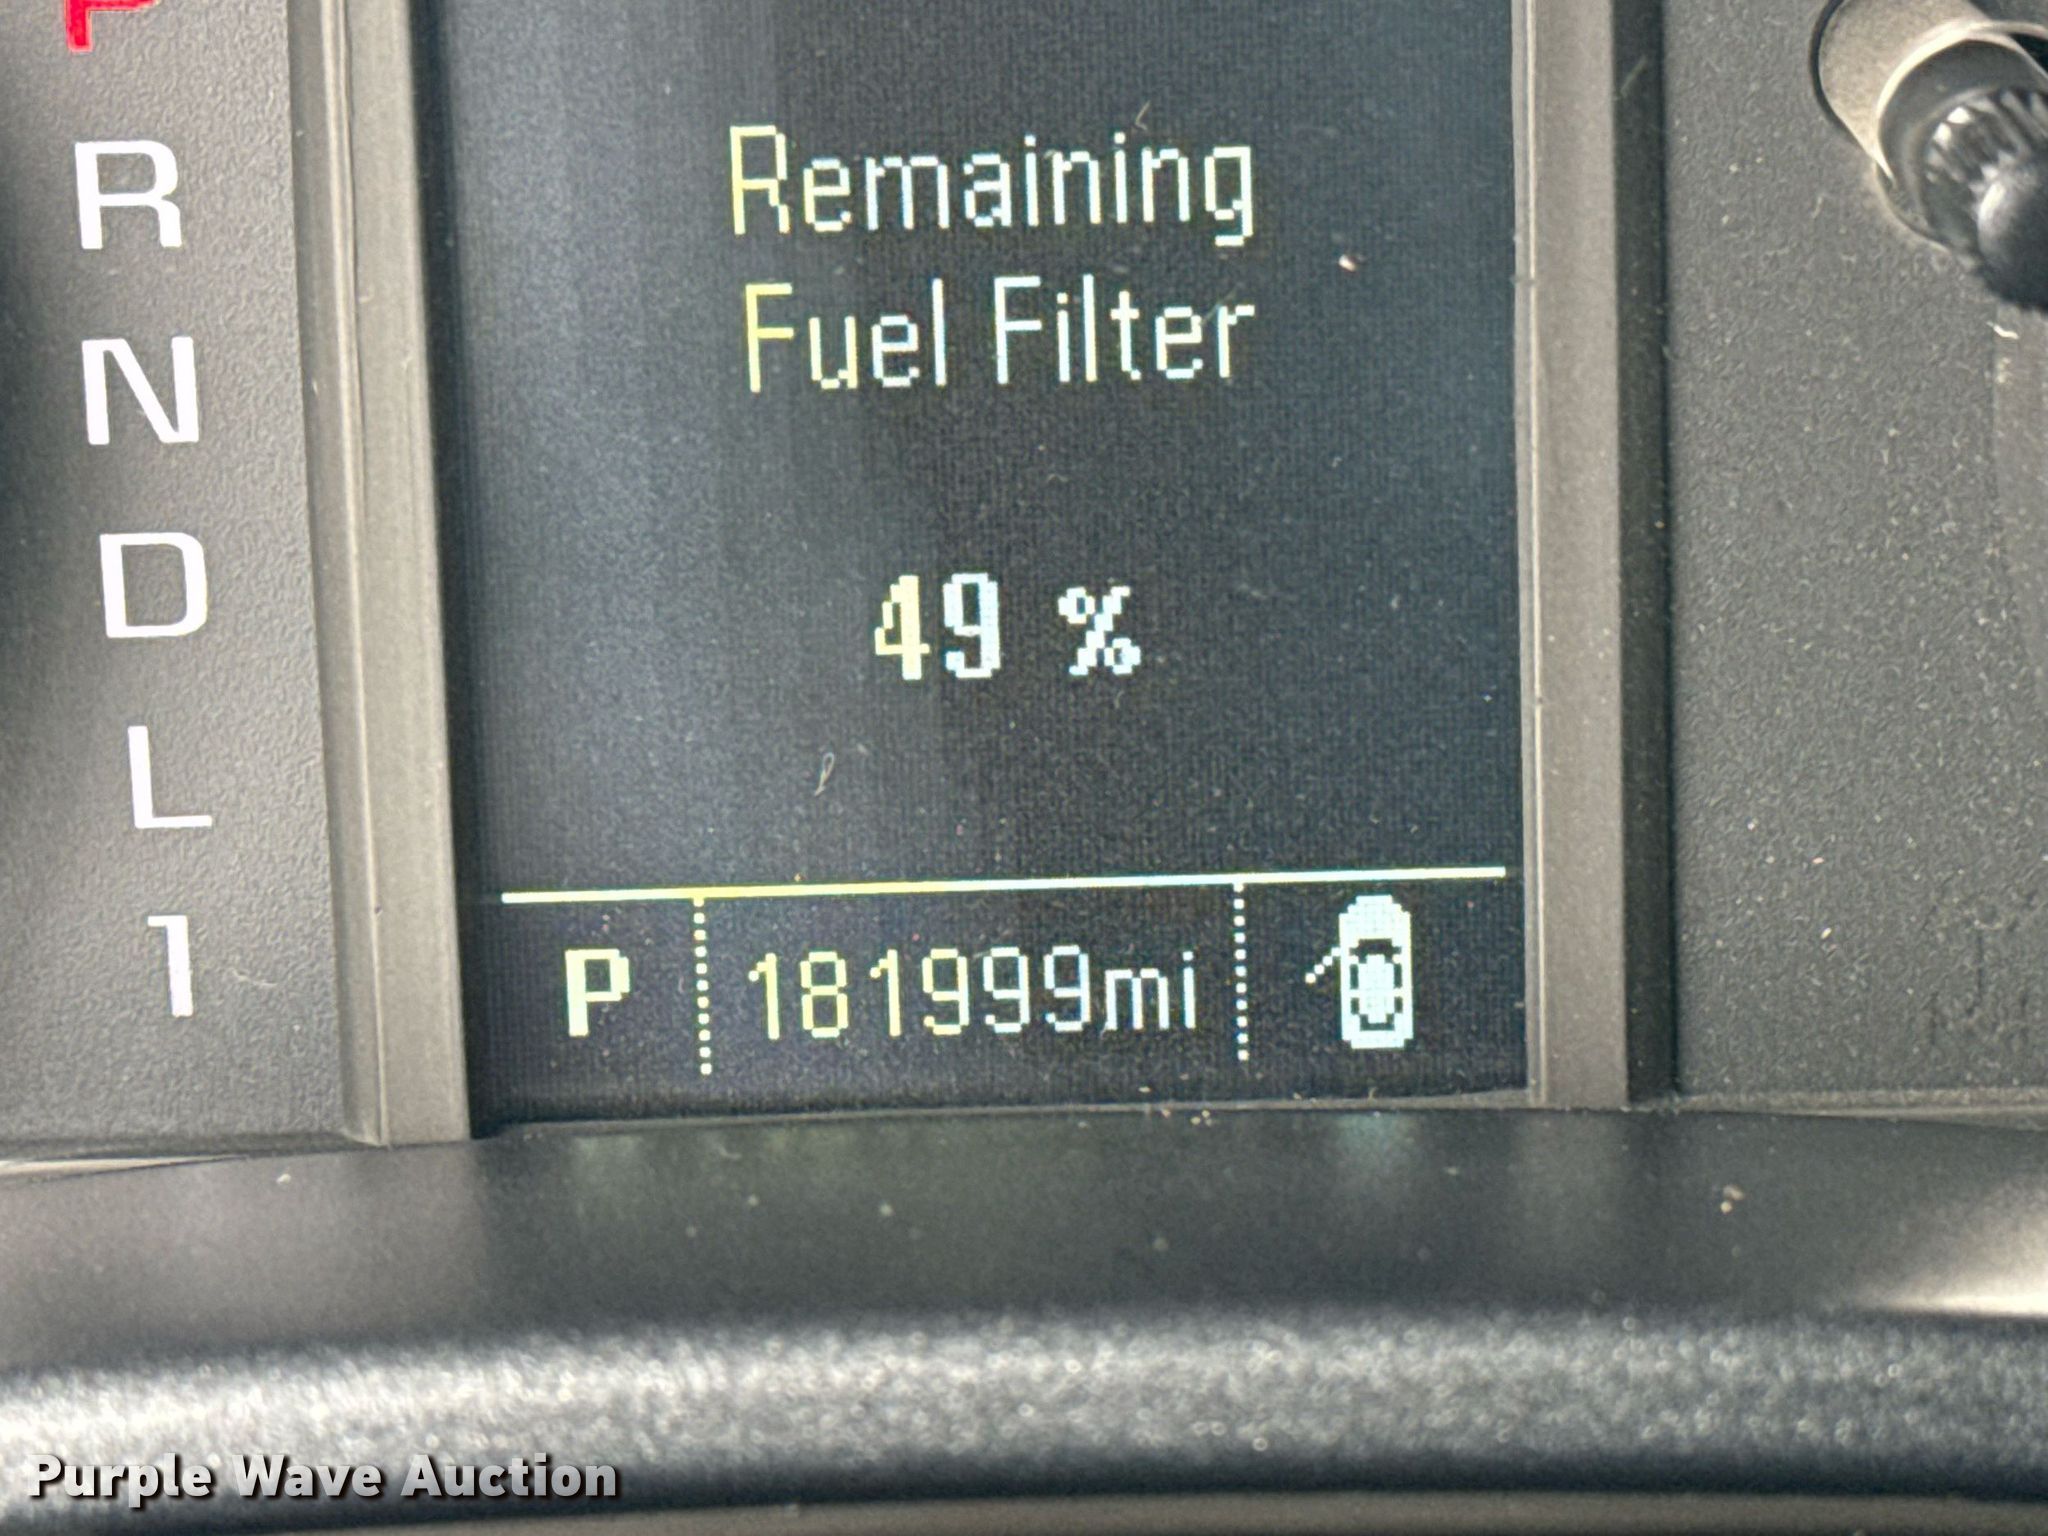 P
R
N
D
L
1
Remaining
Fuel Filter
49 %
P 181999mi
Purple Wave Auction